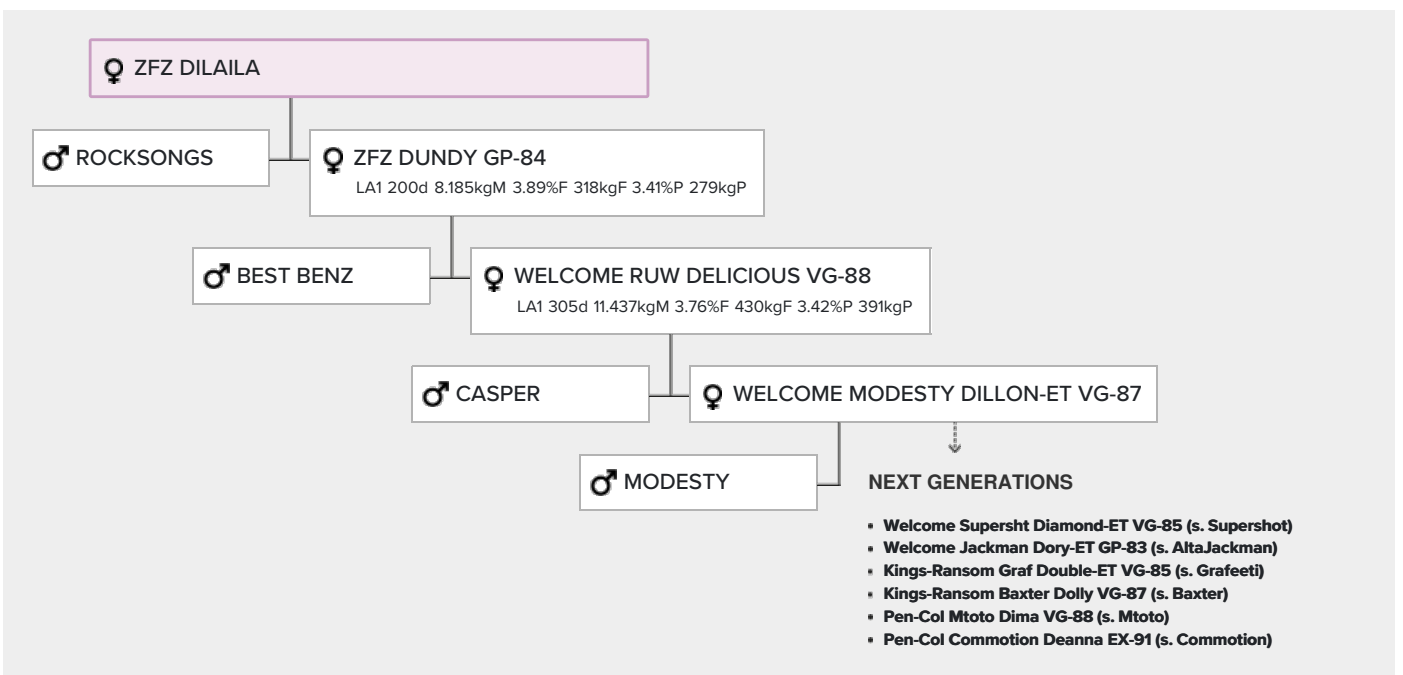 ZFZ DILAILA
ROCKSONGS
ZFZ DUNDY GP-84
LA1 200d 8.185kgM 3.89%F 318kgF 3.41%P 279kgP
BEST BENZ
WELCOME RUW DELICIOUS VG-88
LA1 305d 11.437kgM 3.76%F 430kgF 3.42%P 391kgP
CASPER
WELCOME MODESTY DILLON-ET VG-87
MODESTY
NEXT GENERATIONS
• Welcome Supersht Diamond-ET VG-85 (s. Supershot)
• Welcome Jackman Dory-ET GP-83 (s. AltaJackman)
• Kings-Ransom Graf Double-ET VG-85 (s. Grafeeti)
• Kings-Ransom Baxter Dolly VG-87 (s. Baxter)
• Pen-Col Mtoto Dima VG-88 (s. Mtoto)
• Pen-Col Commotion Deanna EX-91 (s. Commotion)